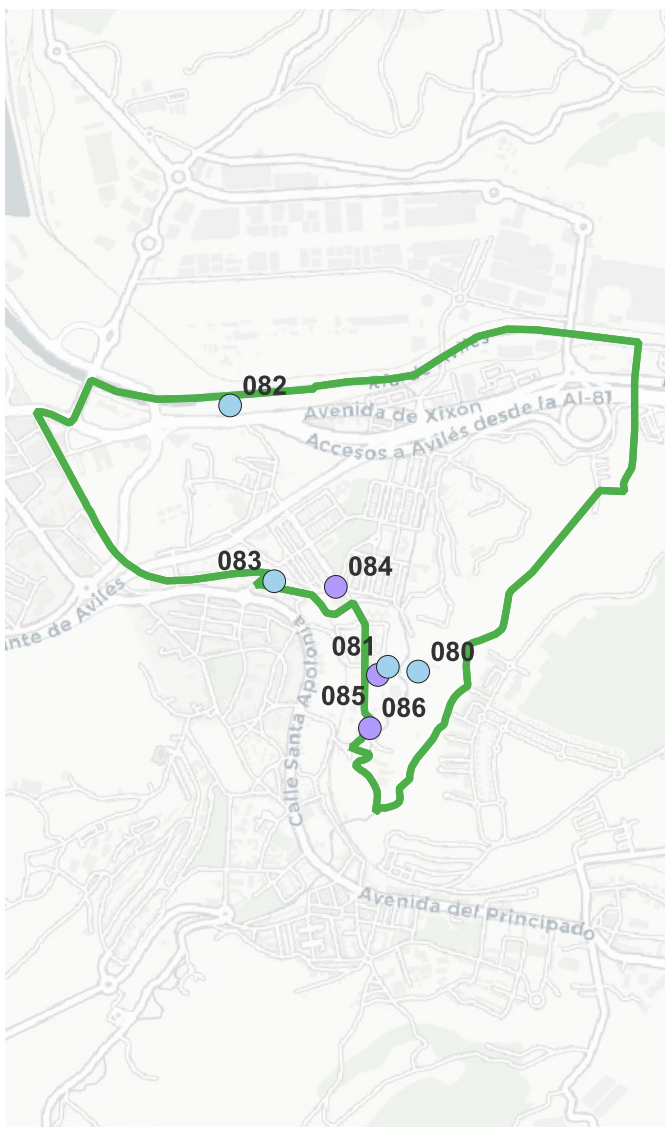 082
Avenida de Xixón
Accesos a Avilés desde la AI-81
083
084
nte de Avilés
081
080
085
086
Calle Santa Apolonia
Avenida del Principado